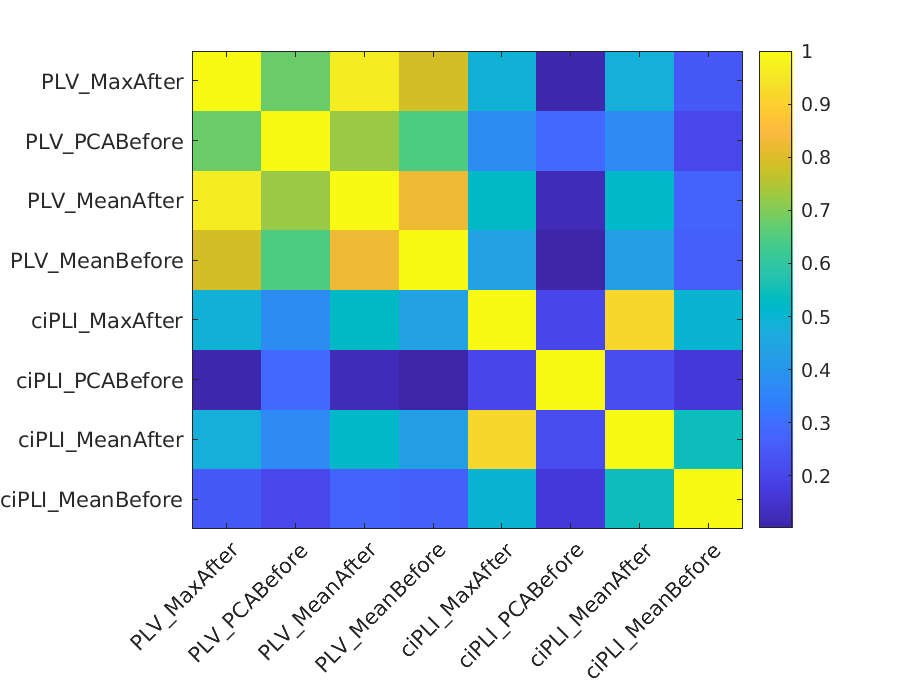 PLV_MaxAfter
PLV_PCABefore
PLV_MeanAfter
PLV_MeanBefore
ciPLI_MaxAfter
ciPLI_PCABefore
ciPLI_MeanAfter
ciPLI_MeanBefore
PLV_MaxAfter
PLV_PCABefore
PLV_MeanAfter
PLV_MeanBefore
ciPLI_MaxAfter
ciPLI_PCABefore
ciPLI_MeanAfter
ciPLI_MeanBefore
1
0.9
0.8
0.7
0.6
0.5
0.4
0.3
0.2